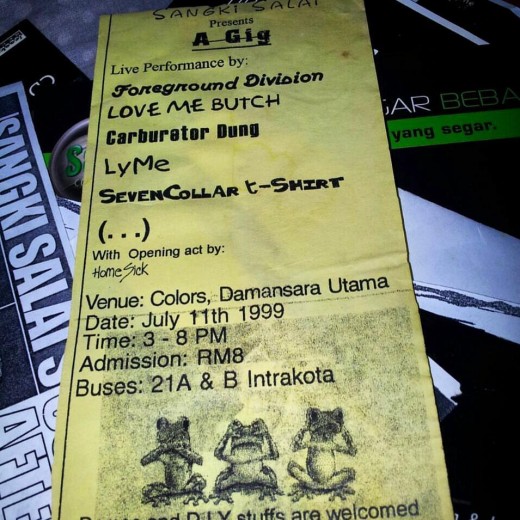 SANGKI SALAI
Presents
A Gig
Live Performance by:
Foreground Division
LOVE ME BUTCH
Carburetor Dung
LyMe
SEVENCOLLAR t-SHIRT
(...)
With Opening act by:
HomeSick
Venue: Colors, Damansara Utama
Date: July 11th 1999
Time: 3 - 8 PM
Admission: RM8
Buses: 21A & B Intrakota
and D.I.Y stuffs are welcomed
SANGKI SALAI
GAR BEBA
yang segar.